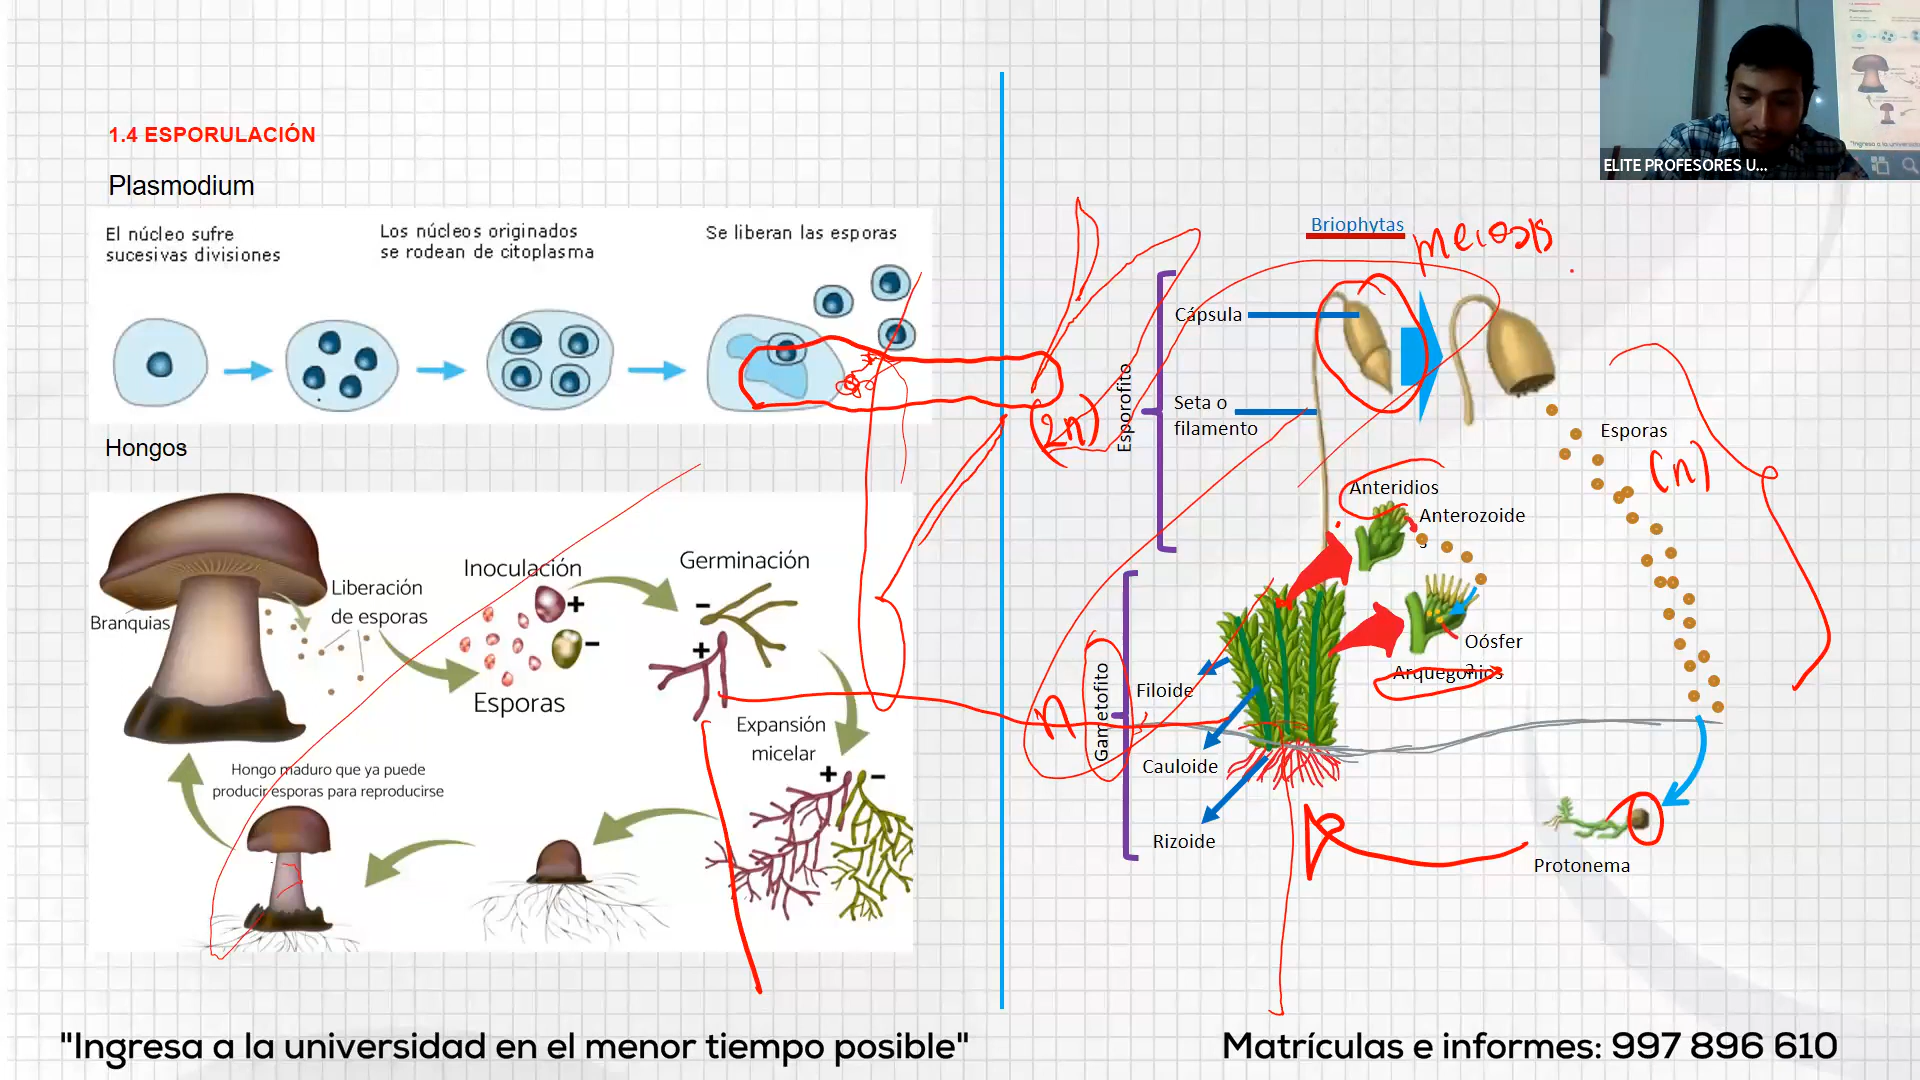 ELITE PROFESORES U...
1.4 ESPORULACIÓN
Plasmodium
El núcleo sufre
sucesivas divisiones
Los núcleos originados
se rodean de citoplasma
Se liberan las esporas
Hongos
Branquias
Liberación
de esporas
Inoculación
+
-
Esporas
Germinación
-
+
Expansión
micelar
+ -
Hongo maduro que ya puede
producir esporas para reproducirse
Briophytas
meiosis
Cápsula
Seta o
filamento
Esporofito
(2n)
Esporas
(n)
Anteridios
Anterozoide
s
Oósfer
Arquegonios
Gametofito
n
Filoide
Cauloide
Rizoide
Protonema
"Ingresa a la universidad en el menor tiempo posible"
Matrículas e informes: 997 896 610